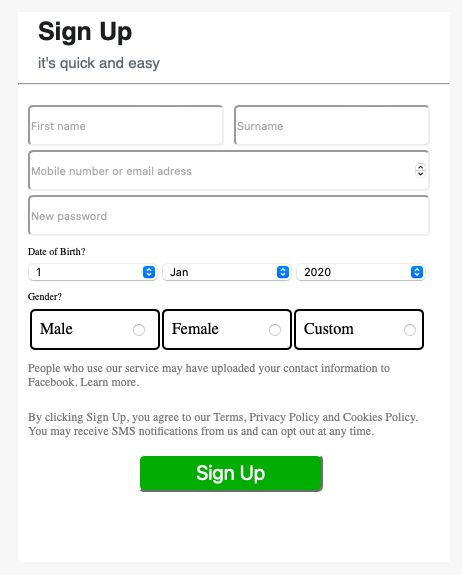 Sign Up
it's quick and easy
First name Surname
Mobile number or email adress
New password
Date of Birth?
1 Jan 2020
Gender?
Male Female Custom
People who use our service may have uploaded your contact information to
Facebook. Learn more.
By clicking Sign Up, you agree to our Terms, Privacy Policy and Cookies Policy.
You may receive SMS notifications from us and can opt out at any time.
Sign Up